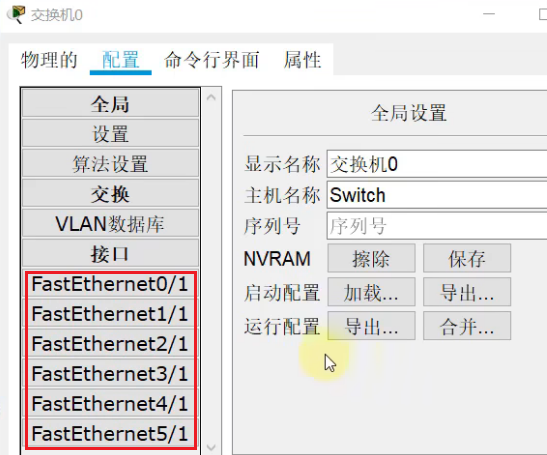 交换机0
物理的 配置 命令行界面 属性
全局
设置
算法设置
交换
VLAN数据库
接口
FastEthernet0/1
FastEthernet1/1
FastEthernet2/1
FastEthernet3/1
FastEthernet4/1
FastEthernet5/1
全局设置
显示名称 交换机0
主机名称 Switch
序列号 序列号
NVRAM 擦除 保存
启动配置 加载... 导出...
运行配置 导出... 合并...